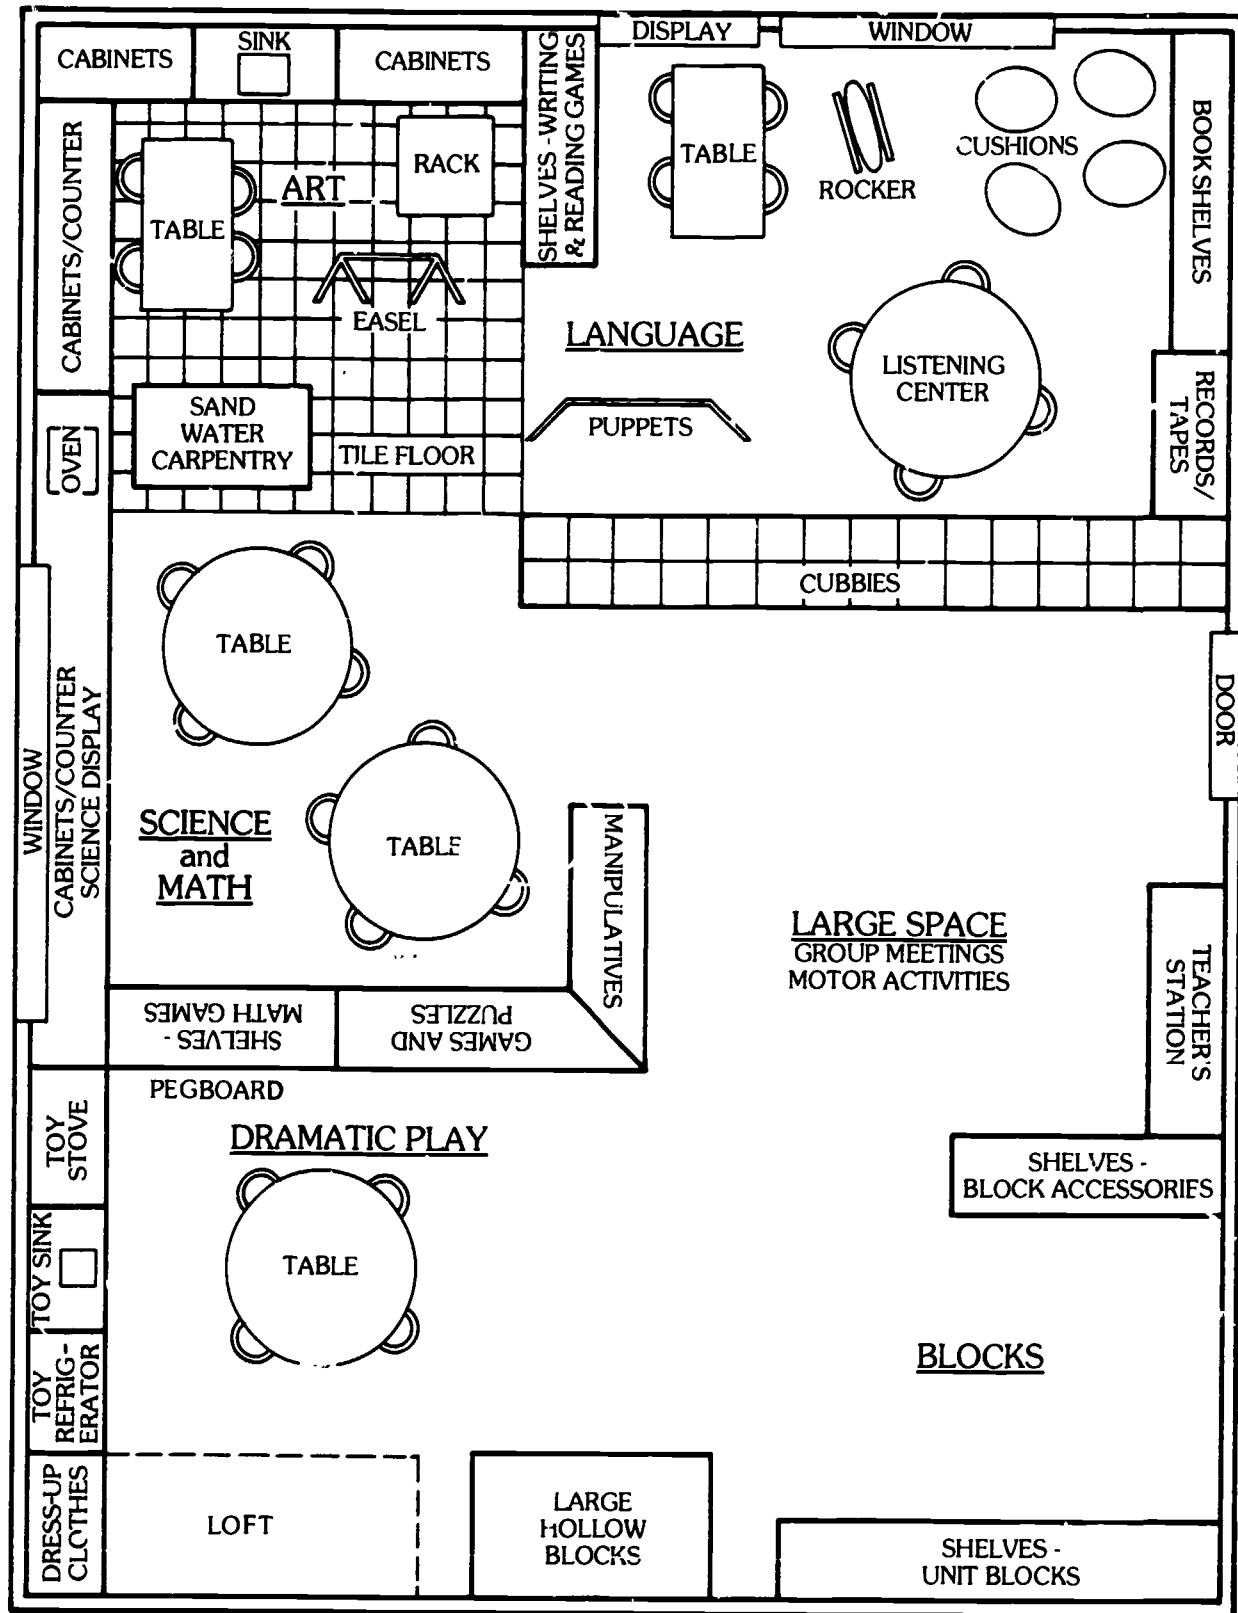 DISPLAY
WINDOW
CABINETS
SINK
CABINETS
SHELVES - WRITING
& READING GAMES
TABLE
ROCKER
CUSHIONS
BOOKSHELVES
CABINETS/COUNTER
TABLE
ART
RACK
EASEL
LANGUAGE
LISTENING
CENTER
RECORDS/
TAPES
PUPPETS
OVEN
SAND
WATER
CARPENTRY
TILE FLOOR
CUBBIES
TABLE
DOOR
WINDOW
CABINETS/COUNTER
SCIENCE DISPLAY
SCIENCE
and
MATH
TABLE
MANIPULATIVES
LARGE SPACE
GROUP MEETINGS
MOTOR ACTIVITIES
TEACHER'S
STATION
SHELVES -
MATH GAMES
GAMES AND
PUZZLES
PEGBOARD
DRAMATIC PLAY
TOY
STOVE
SHELVES -
BLOCK ACCESSORIES
TOY SINK
TABLE
TOY
REFRIG-
ERATOR
BLOCKS
DRESS-UP
CLOTHES
LOFT
LARGE
HOLLOW
BLOCKS
SHELVES -
UNIT BLOCKS